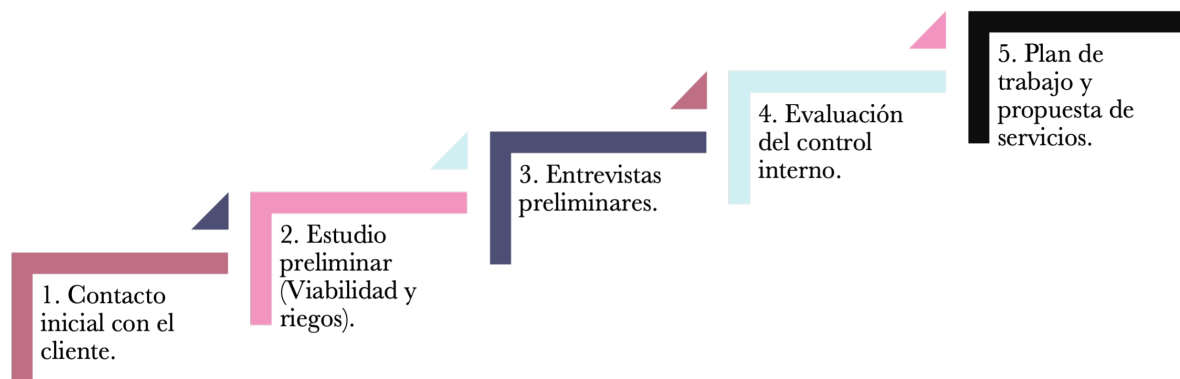 1. Contacto
inicial con el
cliente.
2. Estudio
preliminar
(Viabilidad y
riegos).
3. Entrevistas
preliminares.
4. Evaluación
del control
interno.
5. Plan de
trabajo y
propuesta de
servicios.